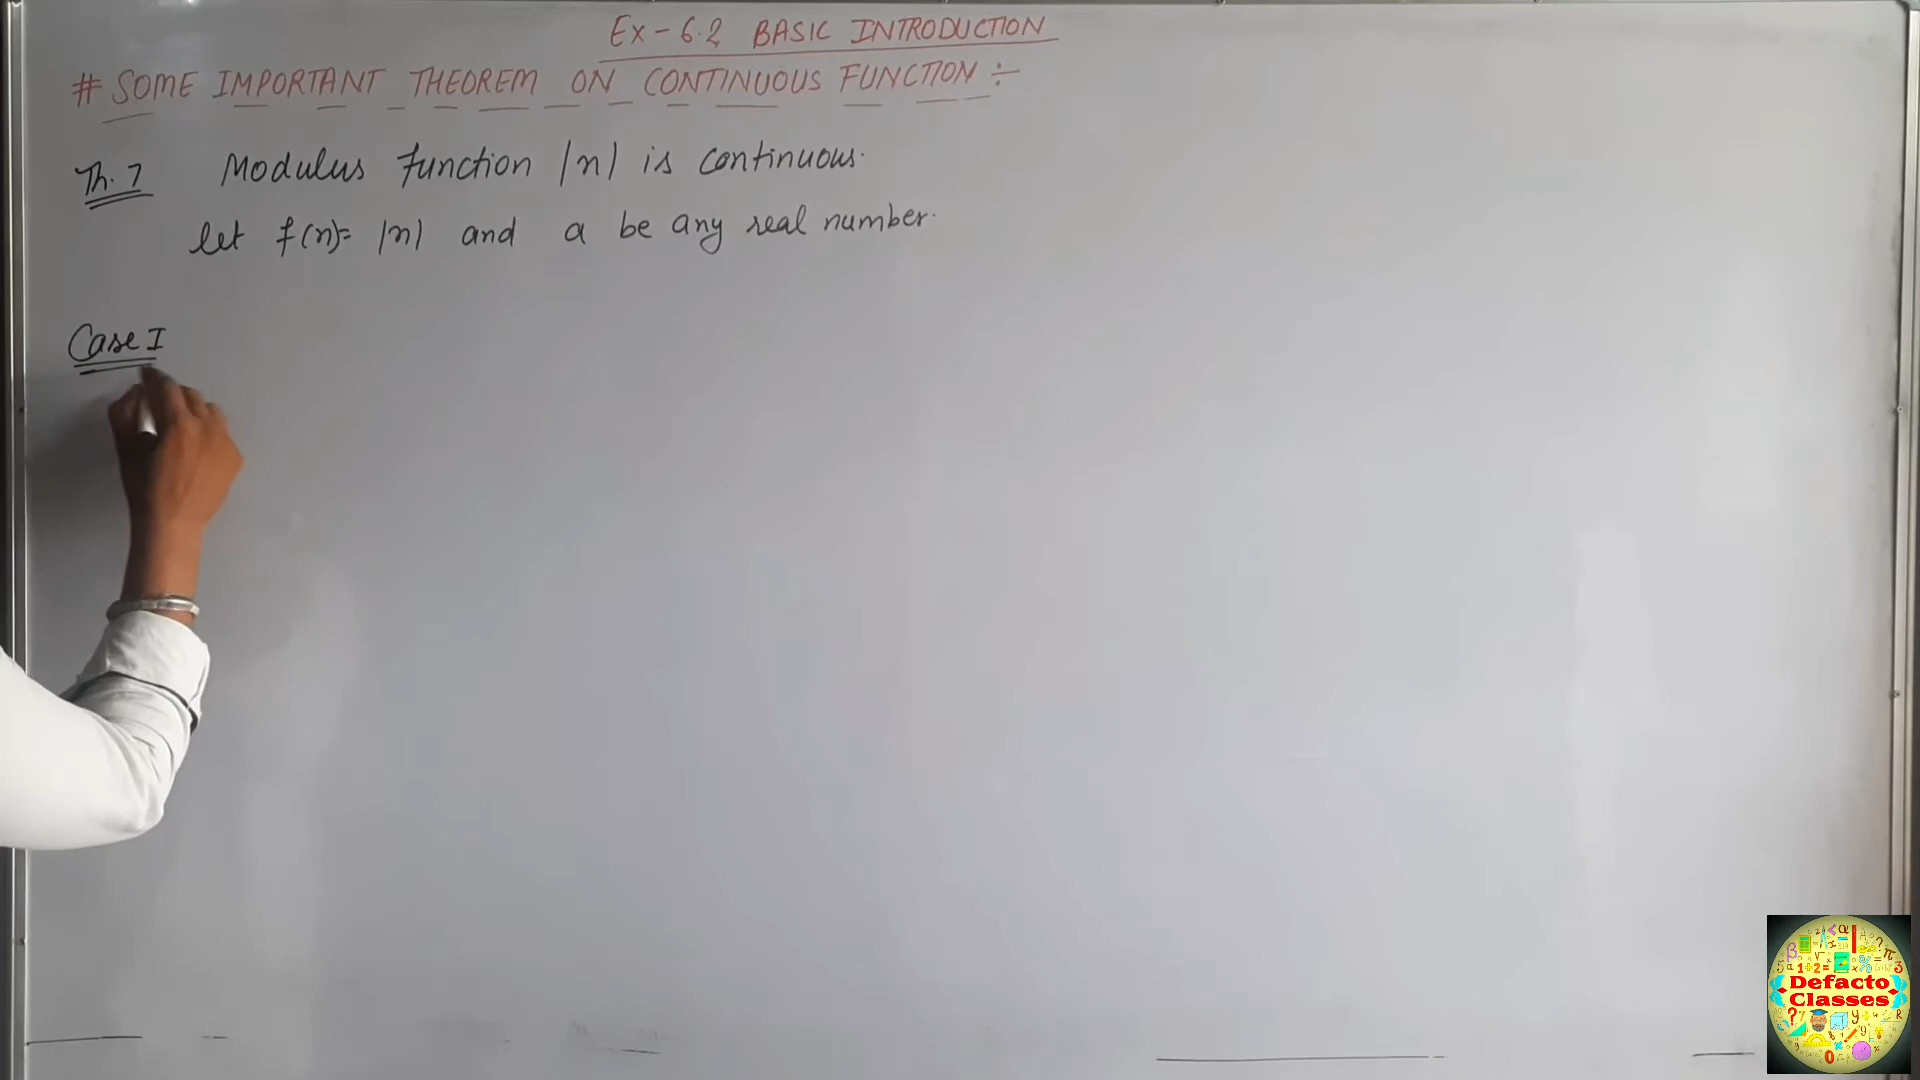 Ex - 6.2 BASIC INTRODUCTION
# SOME IMPORTANT THEOREM ON CONTINUOUS FUNCTION ÷
Th. 7 Modulus function |x| is continuous.
let f(x)= |x| and a be any real number.
Case I
Defacto
Classes